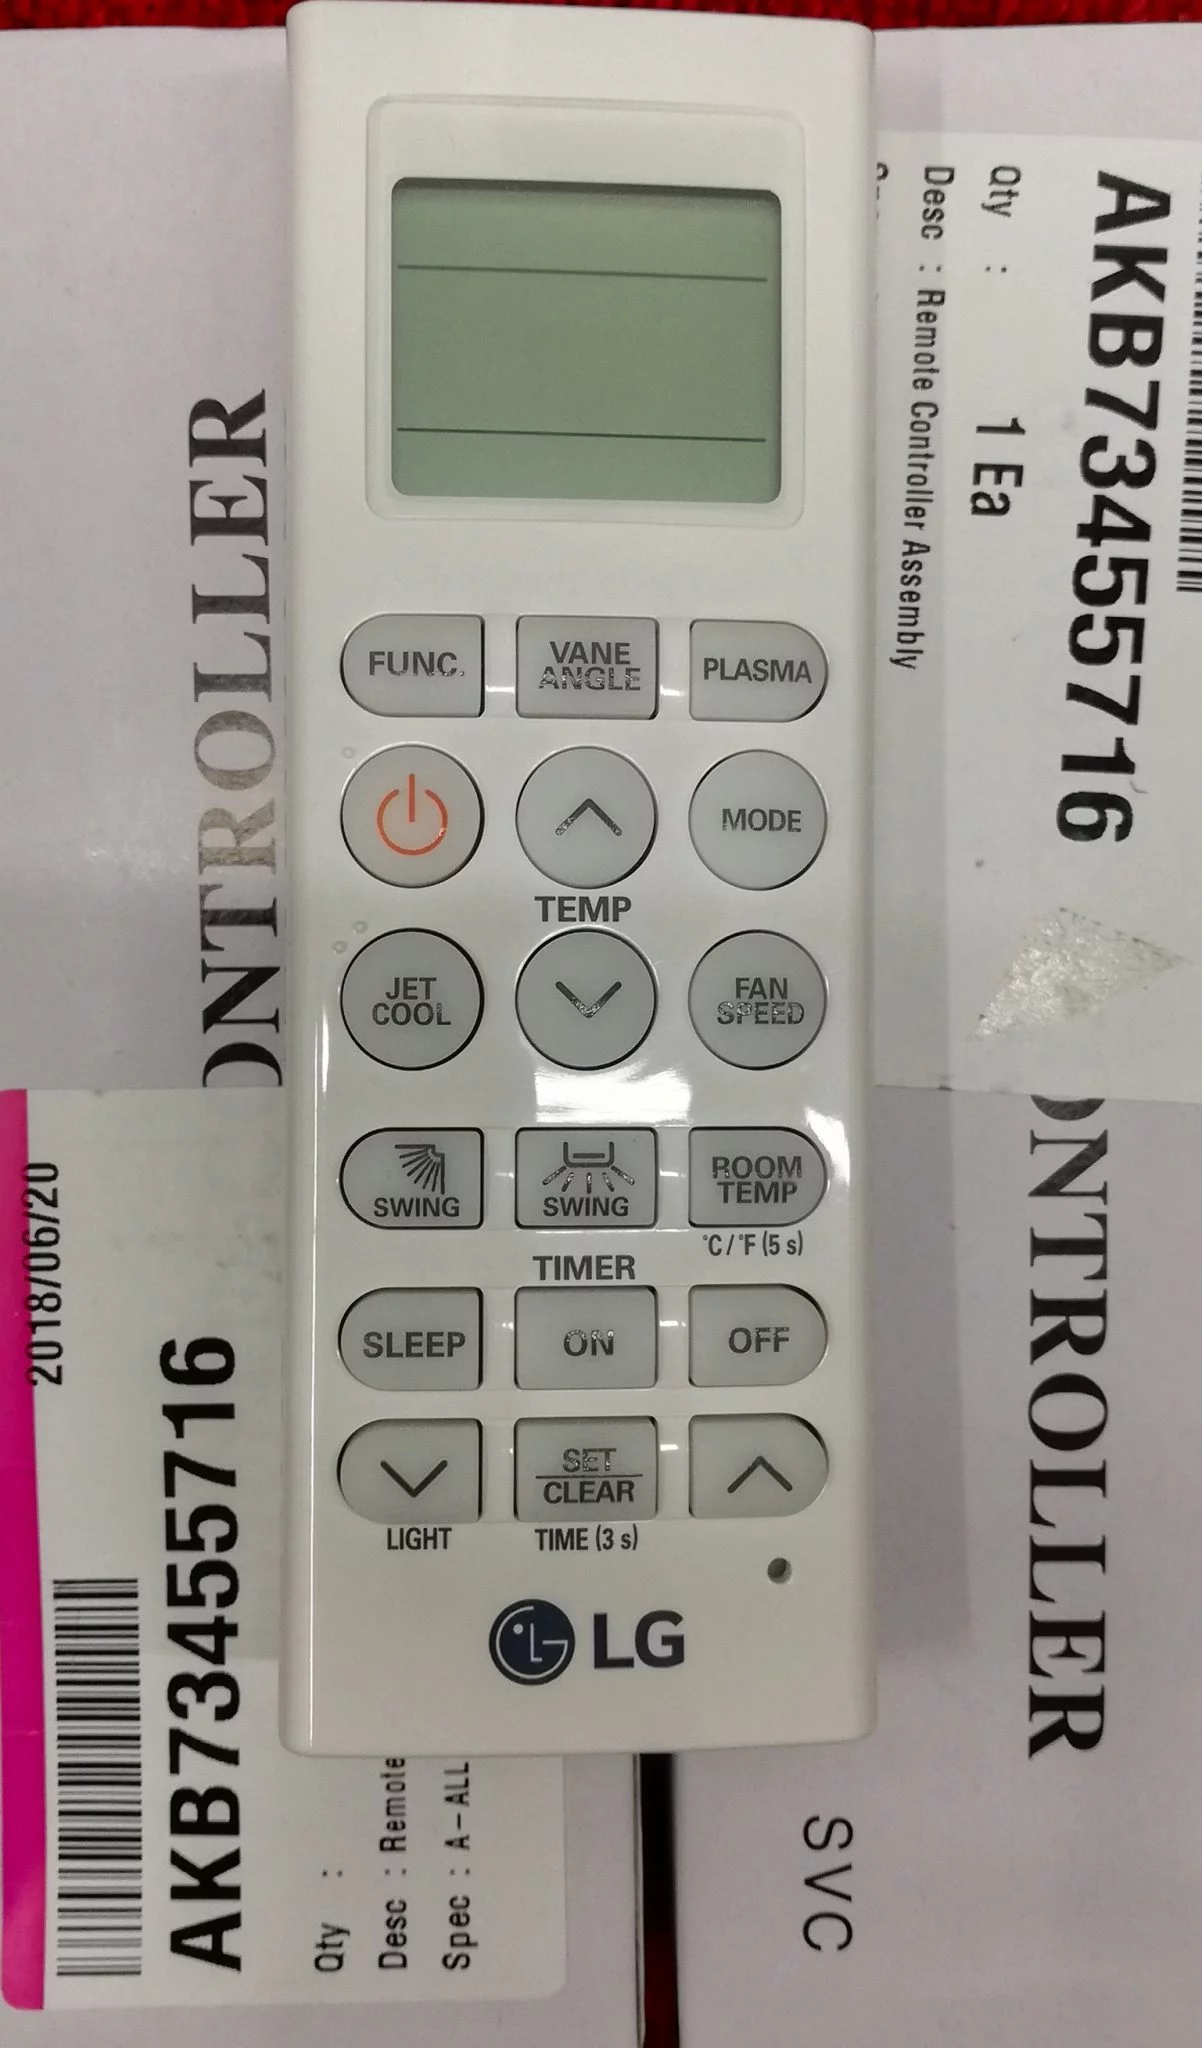 FUNC.
VANE
ANGLE
PLASMA
MODE
TEMP
JET
COOL
FAN
SPEED
SWING
SWING
ROOM
TEMP
°C/°F (5 s)
TIMER
SLEEP
ON
OFF
SET
CLEAR
LIGHT
TIME (3 s)
LG
AKB73455716
Qty : 1 Ea
Desc : Remote Controller Assembly
ONTROLLER
2018/06/20
AKB73455716
Qty :
Desc : Remote
Spec : A-ALL
ONTROLLER
SVC